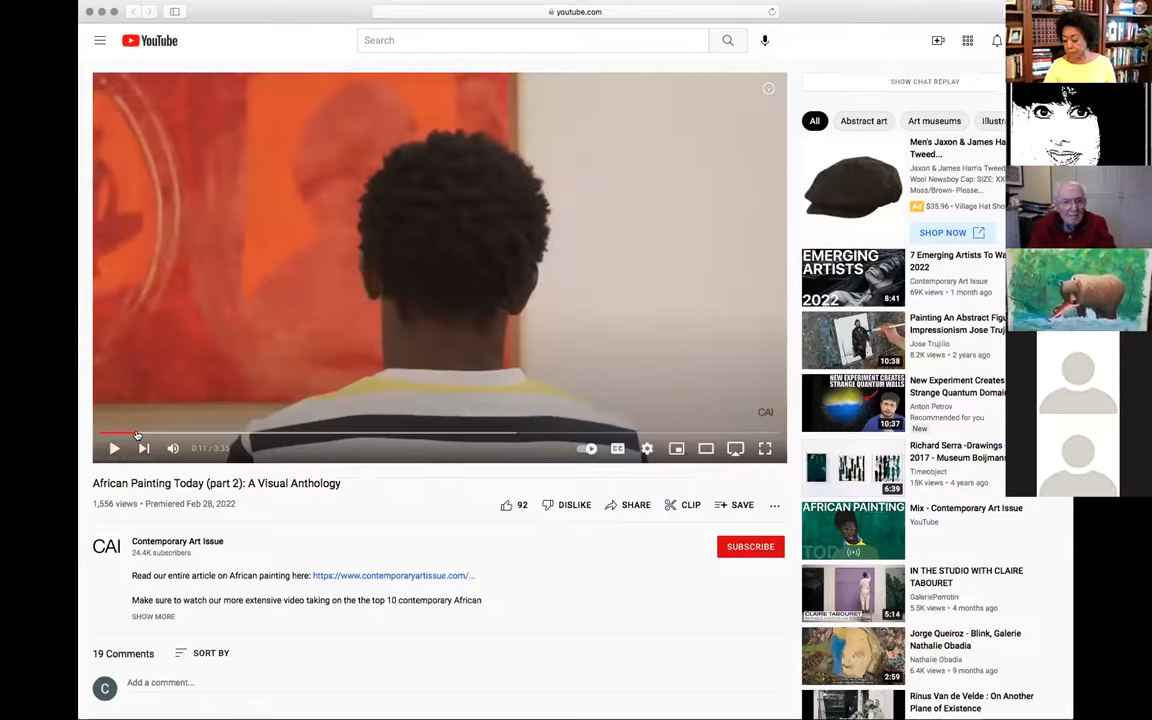 youtube.com
YouTube
Search
SHOW CHAT REPLAY
All
Abstract art
Art museums
Illustr
Men's Jaxon & James Ha
Tweed...
Jaxon & James Harris Tweed
Wool Newsboy Cap: SIZE: XX
Moss/Brown- Please...
Ad $35.96 • Village Hat Sho
SHOP NOW
EMERGING
ARTISTS
2022
8:41
7 Emerging Artists To Wa
2022
Contemporary Art Issue
69K views • 1 month ago
10:38
Painting An Abstract Figu
Impressionism Jose Truj
Jose Trujillo
8.2K views • 2 years ago
NEW EXPERIMENT CREATES
STRANGE QUANTUM WALLS
10:37
New Experiment Creates
Strange Quantum Domai
Anton Petrov
Recommended for you
New
6:39
Richard Serra -Drawings
2017 - Museum Boijmans
Timeobject
15K views • 4 years ago
AFRICAN PAINTING
TOD
Mix - Contemporary Art Issue
YouTube
CLAIRE TABOURET
5:14
IN THE STUDIO WITH CLAIRE
TABOURET
GaleriePerrotin
5.5K views • 4 months ago
2:59
Jorge Queiroz - Blink, Galerie
Nathalie Obadia
Nathalie Obadia
6.4K views • 9 months ago
Rinus Van de Velde : On Another
Plane of Existence
CAI
0:11 / 3:35
CC
African Painting Today (part 2): A Visual Anthology
1,556 views • Premiered Feb 28, 2022
92
DISLIKE
SHARE
CLIP
SAVE
CAI
Contemporary Art Issue
24.4K subscribers
SUBSCRIBE
Read our entire article on African painting here: https://www.contemporaryartissue.com/...
Make sure to watch our more extensive video taking on the the top 10 contemporary African
SHOW MORE
19 Comments
SORT BY
C
Add a comment...